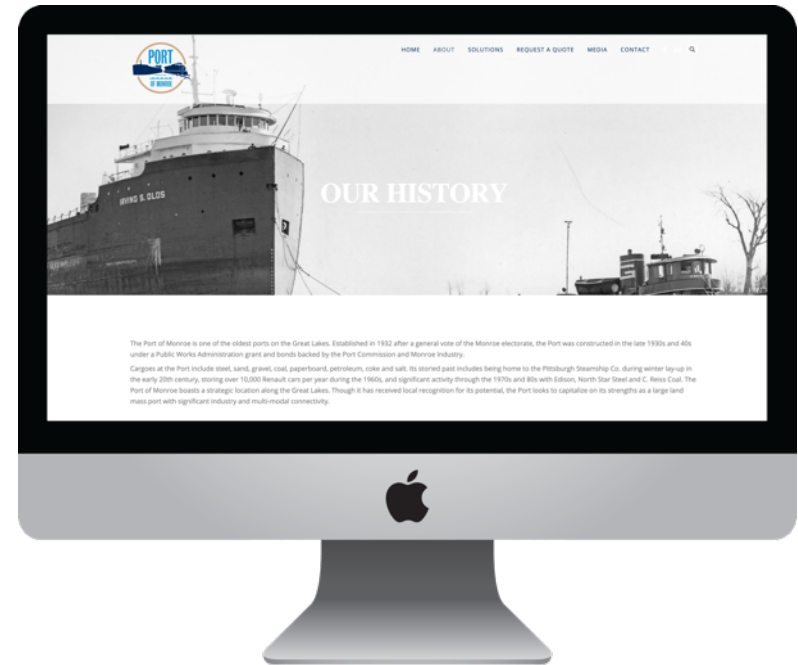 PORT
OF MONROE
HOME ABOUT SOLUTIONS REQUEST A QUOTE MEDIA CONTACT
IRVING S. OLDS
OUR HISTORY
The Port of Monroe is one of the oldest ports on the Great Lakes. Established in 1932 after a general vote of the Monroe electorate, the Port was constructed in the late 1930s and 40s
under a Public Works Administration grant and bonds backed by the Port Commission and Monroe Industry.
Cargoes at the Port include steel, sand, gravel, coal, paperboard, petroleum, coke and salt. Its storied past includes being home to the Pittsburgh Steamship Co. during winter lay-up in
the early 20th century, storing over 10,000 Renault cars per year during the 1960s, and significant activity through the 1970s and 80s with Edison, North Star Steel and C. Reiss Coal. The
Port of Monroe boasts a strategic location along the Great Lakes. Though it has received local recognition for its potential, the Port looks to capitalize on its strengths as a large land
mass port with significant industry and multi-modal connectivity.